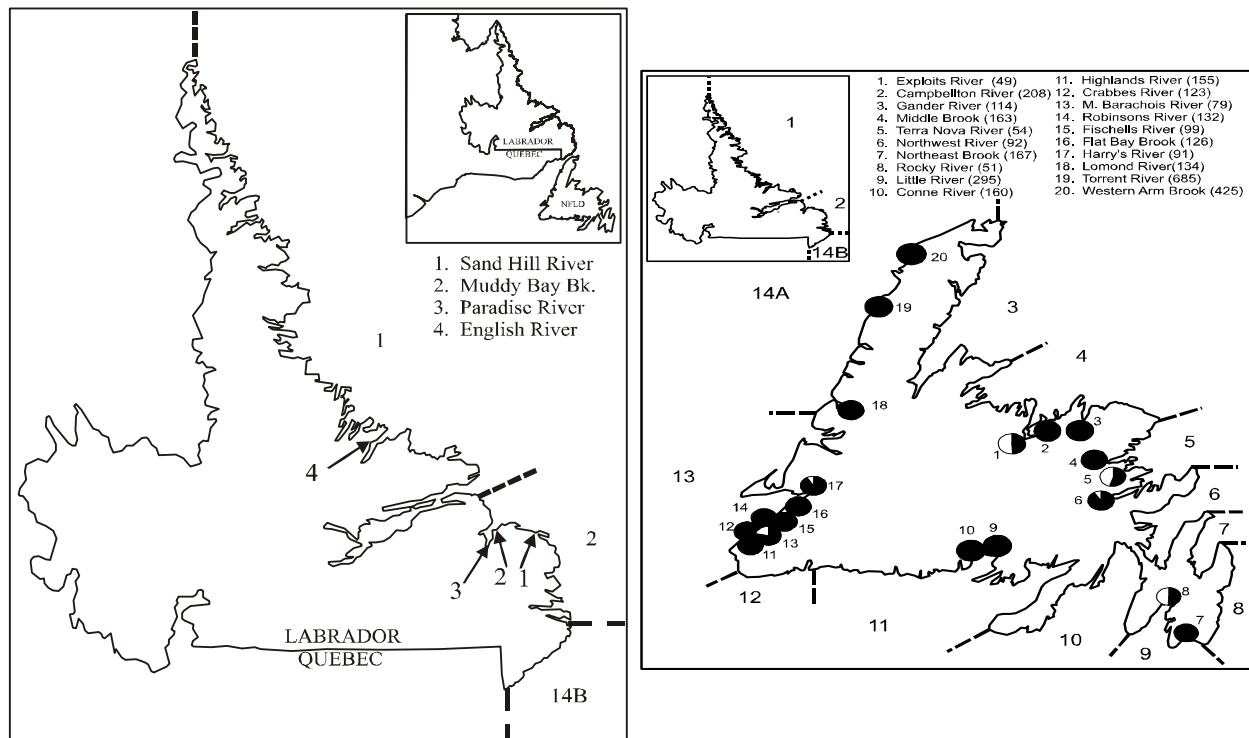 LABRADOR
QUEBEC
NFLD
1. Sand Hill River
2. Muddy Bay Bk.
3. Paradise River
4. English River
1
4
2
3
2
1
LABRADOR
QUEBEC
14B
1. Exploits River (49)
2. Campbellton River (208)
3. Gander River (114)
4. Middle Brook (163)
5. Terra Nova River (54)
6. Northwest River (92)
7. Northeast Brook (167)
8. Rocky River (51)
9. Little River (295)
10. Conne River (160)
11. Highlands River (155)
12. Crabbes River (123)
13. M. Barachois River (79)
14. Robinsons River (132)
15. Fischells River (99)
16. Flat Bay Brook (126)
17. Harry's River (91)
18. Lomond River(134)
19. Torrent River (685)
20. Western Arm Brook (425)
1
2
14B
14A
20
3
19
4
18
3
2
1
5
4
13
5
17
6
6
16
14
15
12
13
7
10
9
11
12
8
11
8
7
10
9